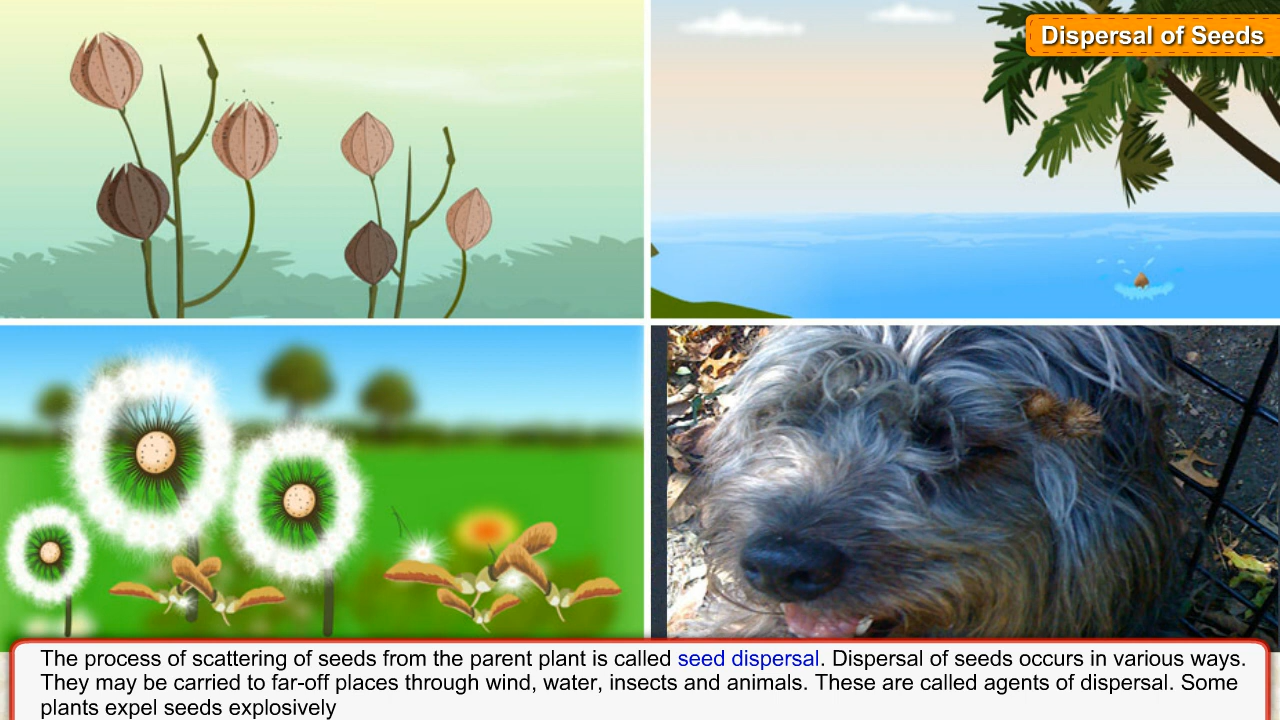 Dispersal of Seeds
The process of scattering of seeds from the parent plant is called seed dispersal. Dispersal of seeds occurs in various ways.
They may be carried to far-off places through wind, water, insects and animals. These are called agents of dispersal. Some
plants expel seeds explosively